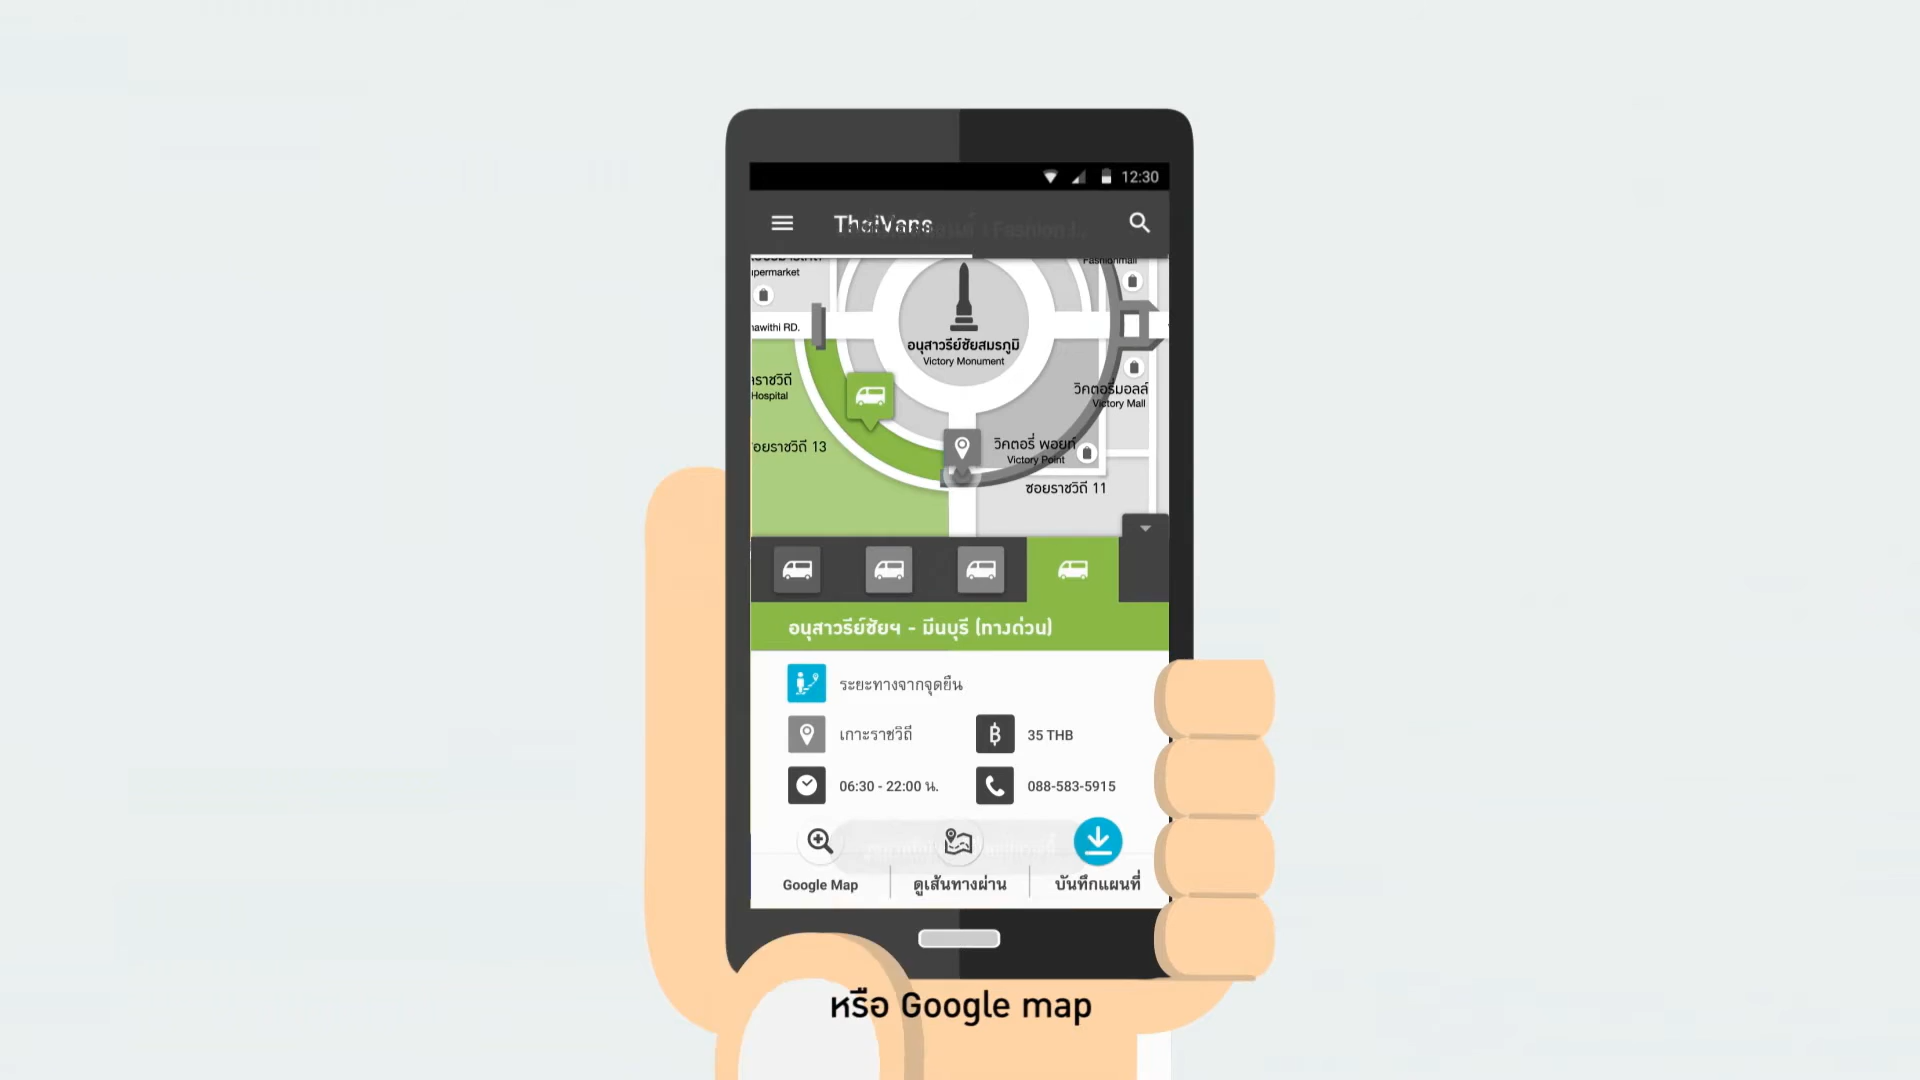 12:30
ThaiVans
Fashion I..
upermarket
Fashionmall
awithi RD.
อนุสาวรีย์ชัยสมรภูมิ
Victory Monument
ราชวิถี
Hospital
วิคตอรี่มอลล์
Victory Mall
อยราชวิถี 13
วิคตอรี่ พอยท์
Victory Point
ซอยราชวิถี 11
อนุสาวรีย์ชัยฯ - มีนบุรี (ทางด่วน)
ระยะทางจากจุดยืน
เกาะราชวิถี
35 THB
06:30 - 22:00 น.
088-583-5915
Google Map
ดูเส้นทางผ่าน
บันทึกแผนที่
หรือ Google map